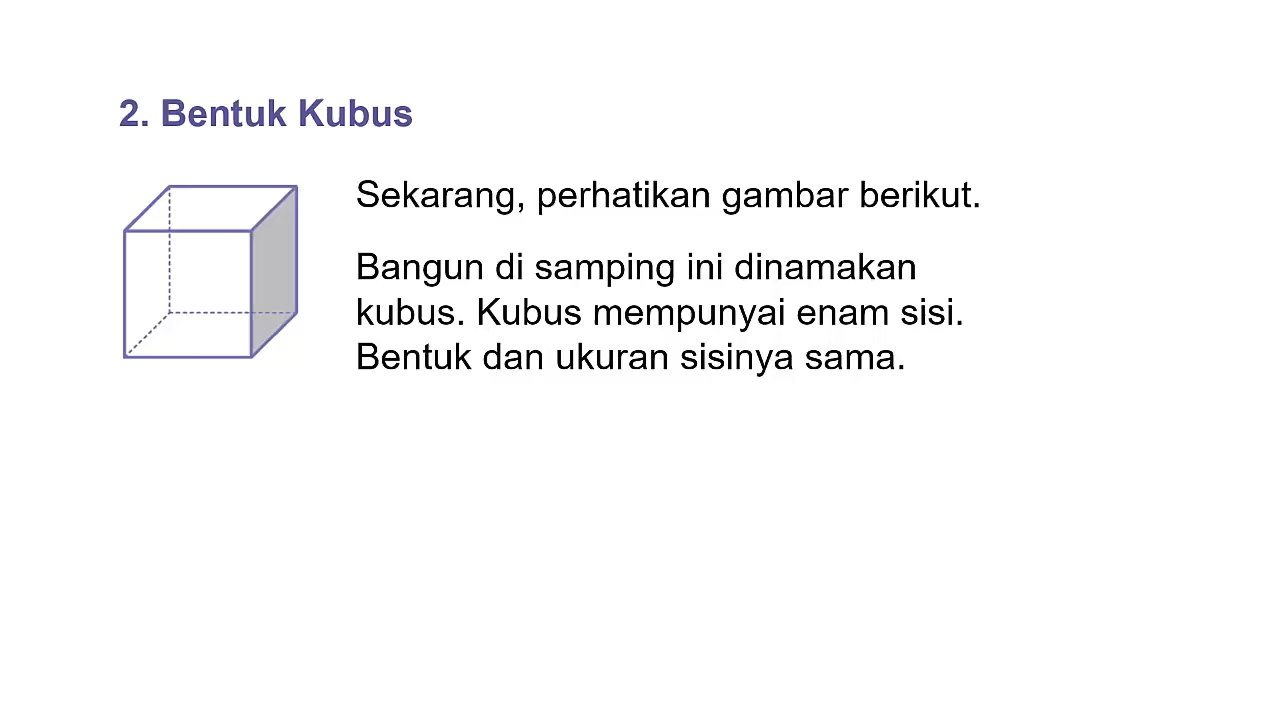 2. Bentuk Kubus
Sekarang, perhatikan gambar berikut.
Bangun di samping ini dinamakan
kubus. Kubus mempunyai enam sisi.
Bentuk dan ukuran sisinya sama.